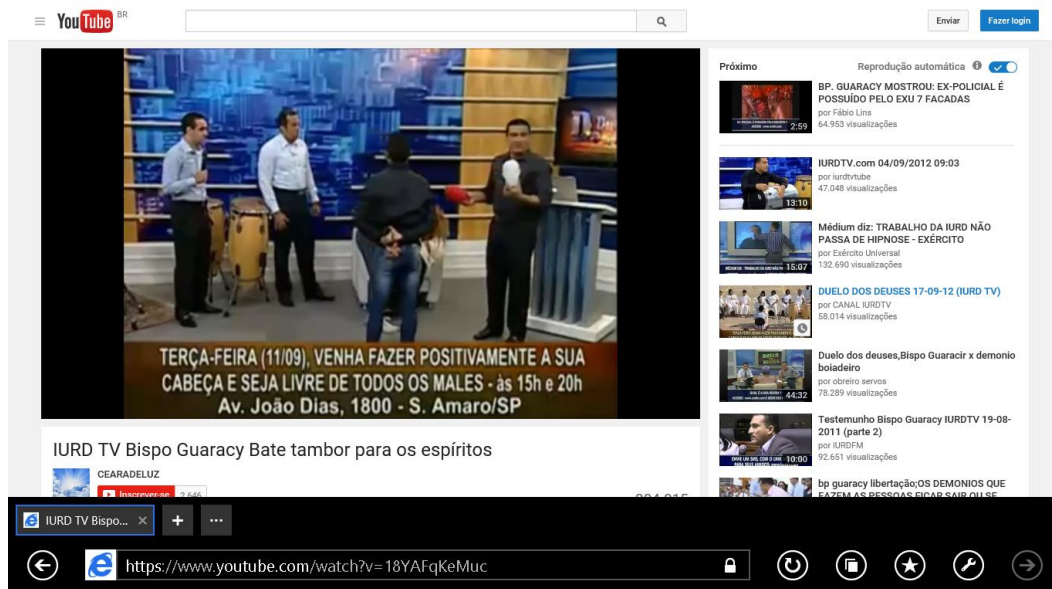 YouTube BR
Enviar
Fazer login
TERÇA-FEIRA (11/09), VENHA FAZER POSITIVAMENTE A SUA
CABEÇA E SEJA LIVRE DE TODOS OS MALES - às 15h e 20h
Av. João Dias, 1800 - S. Amaro/SP
IURD TV Bispo Guaracy Bate tambor para os espíritos
CEARADELUZ
Inscrever-se 2.646
Próximo
Reprodução automática
BP. GUARACY MOSTROU: EX-POLICIAL É
POSSUÍDO PELO EXU 7 FACADAS
por Fábio Lins
64.953 visualizações
2:59
IURDTV.com 04/09/2012 09:03
por iurdtvtube
47.048 visualizações
13:10
Médium diz: TRABALHO DA IURD NÃO
PASSA DE HIPNOSE - EXÉRCITO
por Exército Universal
132.690 visualizações
15:07
DUELO DOS DEUSES 17-09-12 (IURD TV)
por CANAL IURDTV
58.014 visualizações
Duelo dos deuses,Bispo Guaracir x demonio
boiadeiro
por obreiro servos
78.289 visualizações
44:32
Testemunho Bispo Guaracy IURDTV 19-08-
2011 (parte 2)
por IURDFM
92.651 visualizações
10:00
bp guaracy libertação;OS DEMONIOS QUE
FAZEM AS PESSOAS FICAR SAIR OU SE
IURD TV Bispo...
https://www.youtube.com/watch?v=18YAFqKeMuc